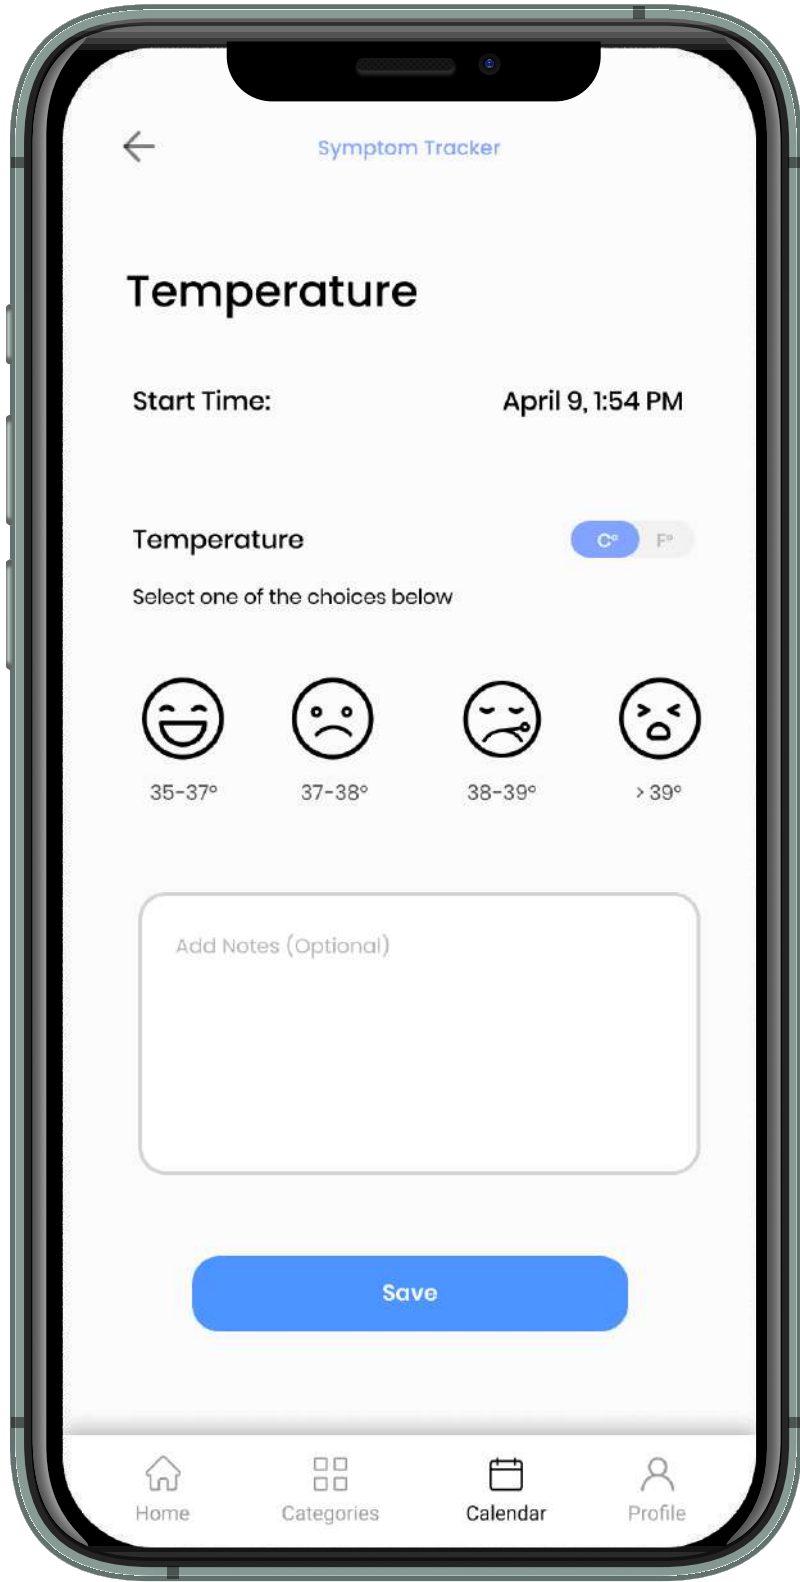 Symptom Tracker
Temperature
Start Time: April 9, 1:54 PM
Temperature C° F°
Select one of the choices below
35-37° 37-38° 38-39° > 39°
Add Notes (Optional)
Save
Home Categories Calendar Profile